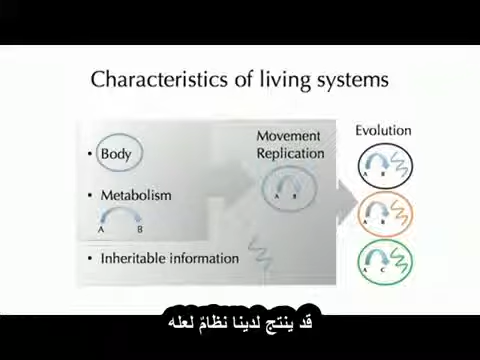 Characteristics of living systems
• Body
• Metabolism
A B
• Inheritable information
Movement
Replication
A B
Evolution
A B
A B
A C
قد ينتج لدينا نظامٌ لعله